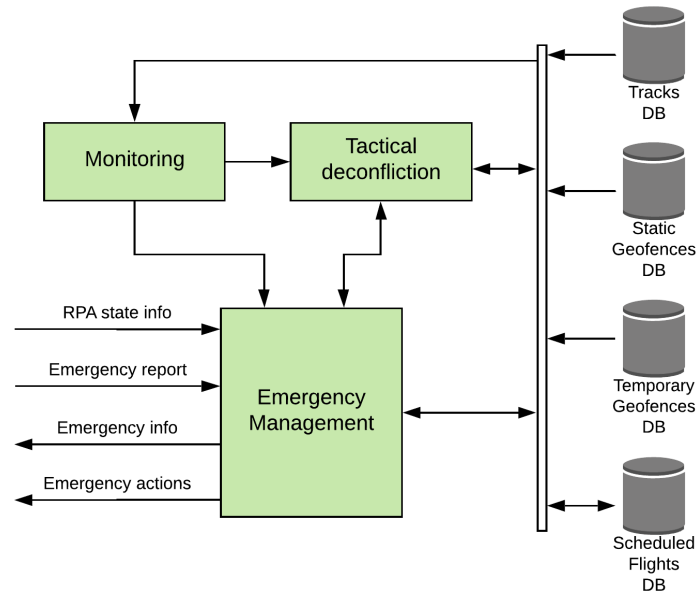 Tracks
DB
Monitoring
Tactical
deconfliction
Static
Geofences
DB
RPA state info
Emergency report
Emergency info
Emergency actions
Emergency
Management
Temporary
Geofences
DB
Scheduled
Flights
DB